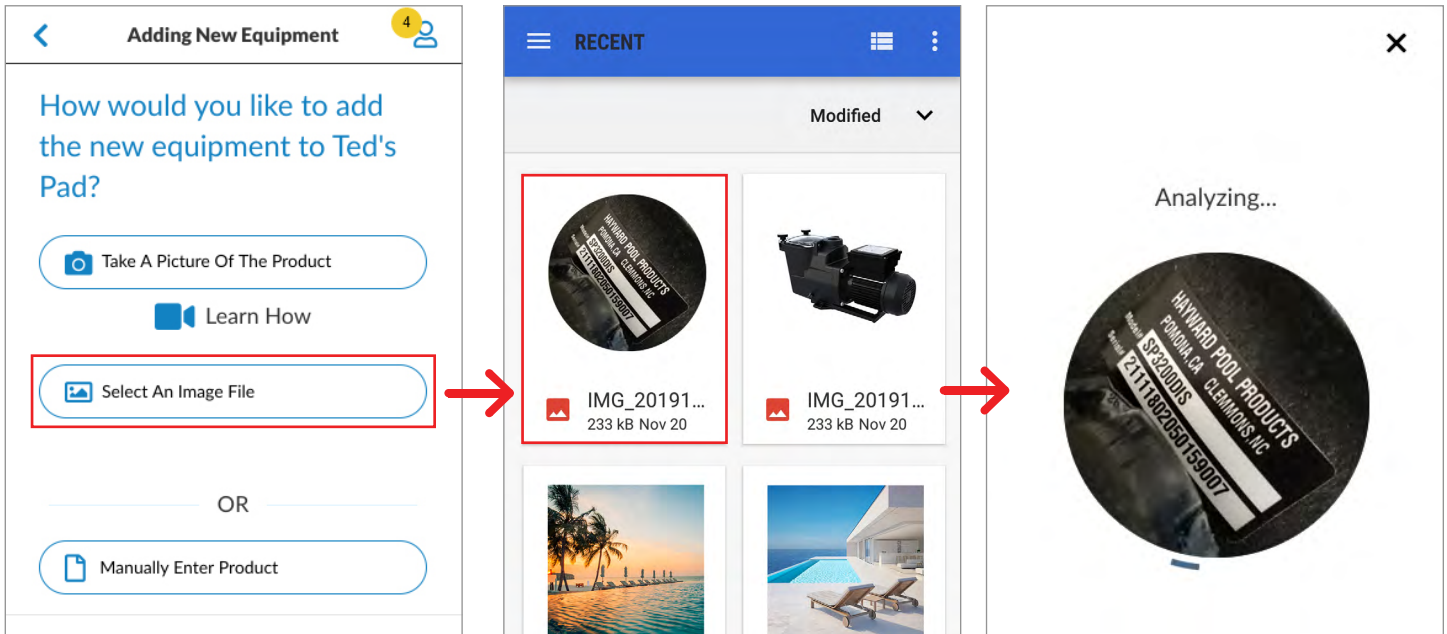 Adding New Equipment
4
How would you like to add
the new equipment to Ted's
Pad?
Take A Picture Of The Product
Learn How
Select An Image File
OR
Manually Enter Product
RECENT
Modified
HAYWARD POOL PRODUCTS
POMONA,CA CLEMMONS,NC
Model# SP3200DIS
Serial# 21111802050159007
IMG_20191...
233 kB Nov 20
IMG_20191...
233 kB Nov 20
Analyzing...
HAYWARD POOL PRODUCTS
POMONA,CA CLEMMONS,NC
Model# SP3200DIS
Serial# 21111802050159007